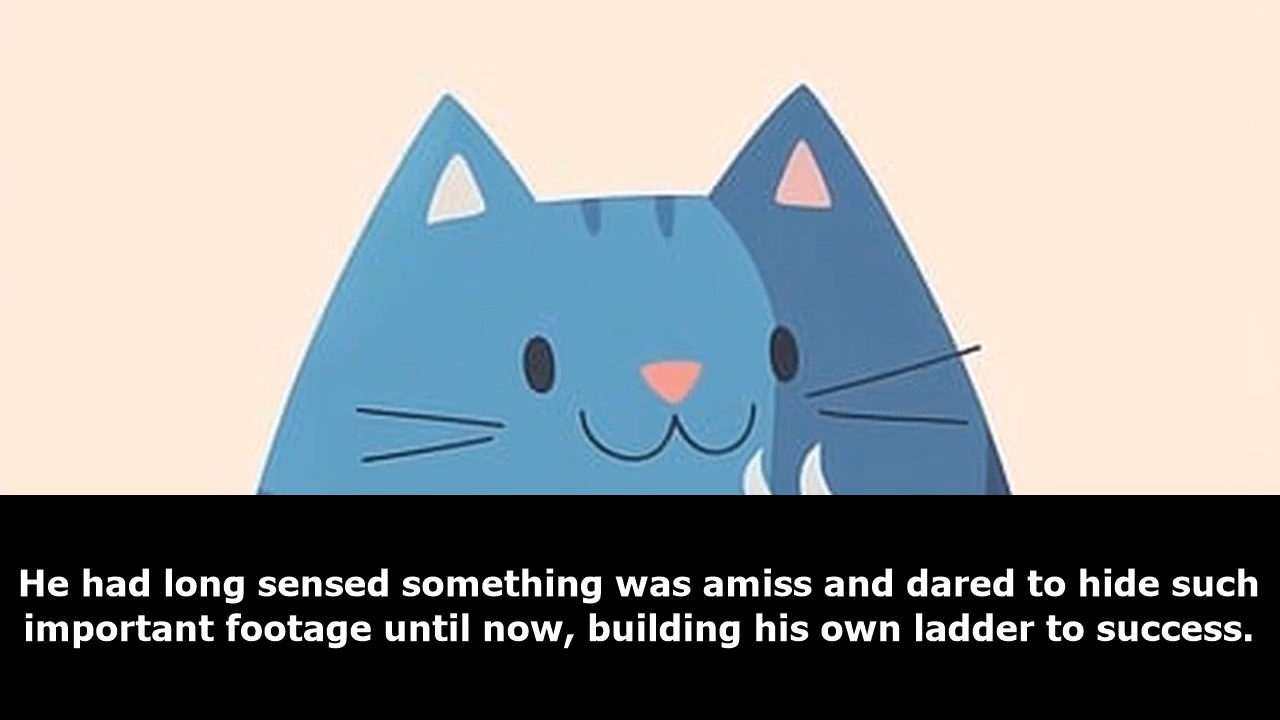 He had long sensed something was amiss and dared to hide such
important footage until now, building his own ladder to success.